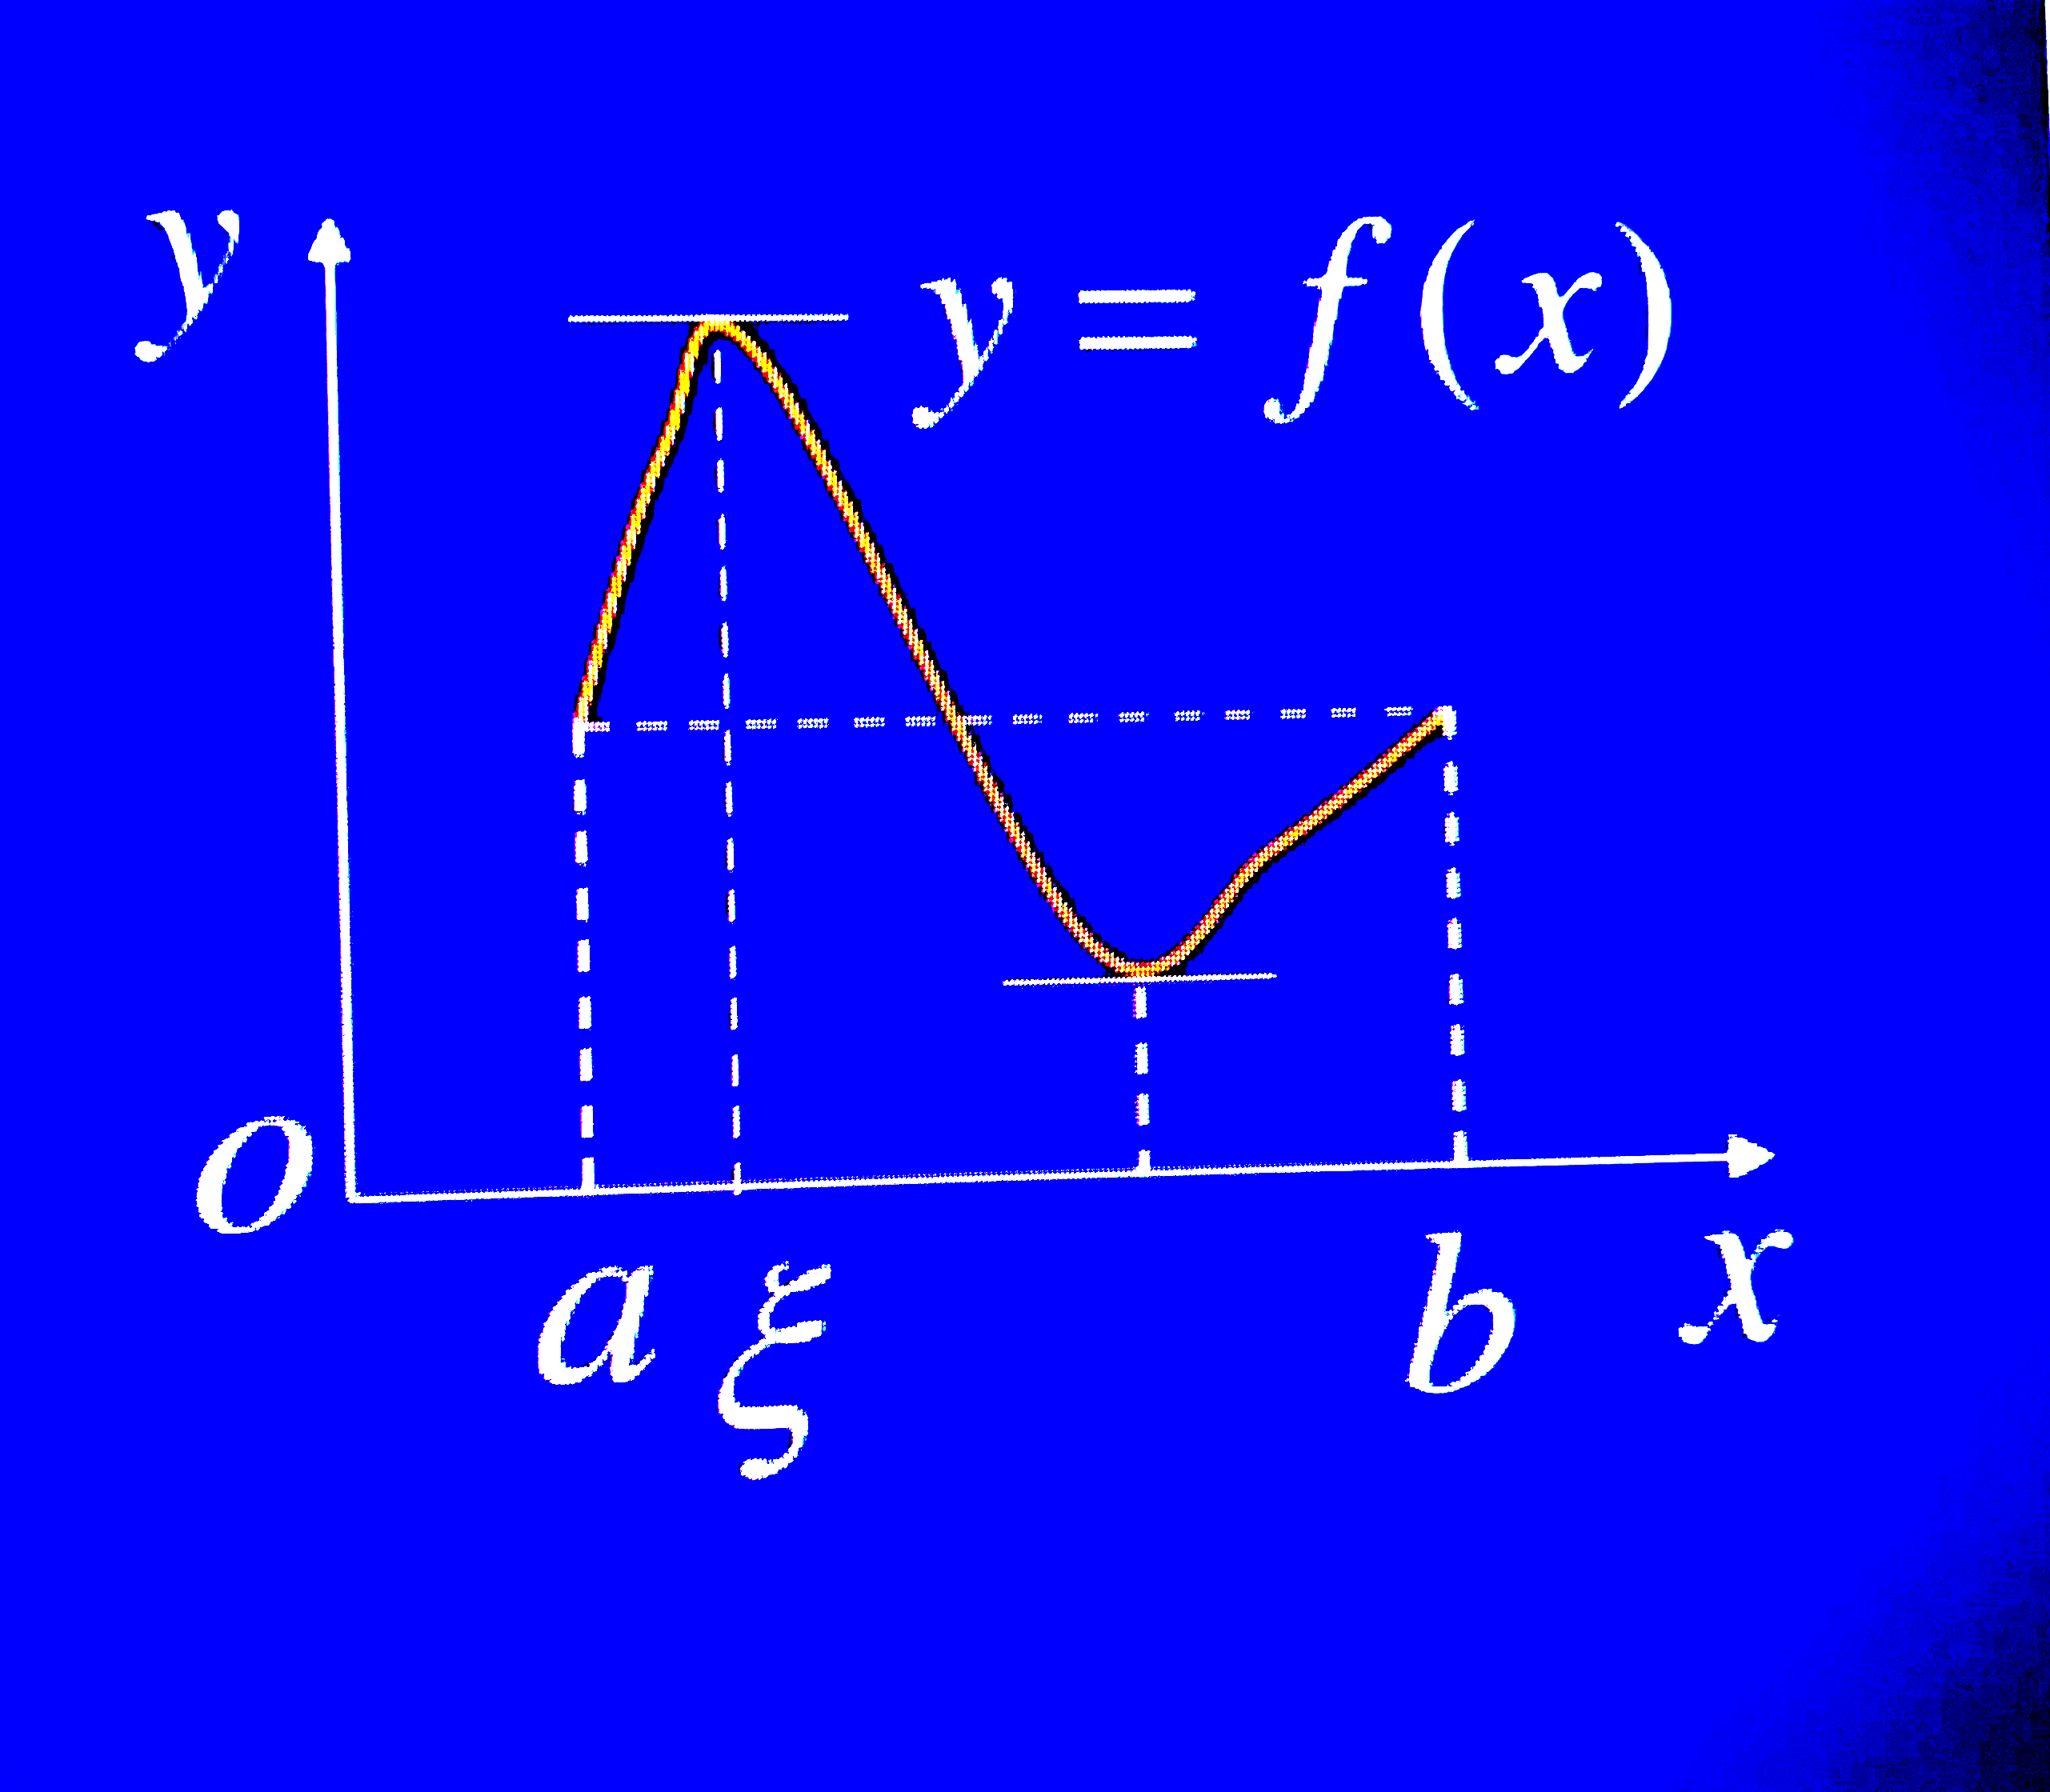 y
y = f(x)
O
a ξ b x